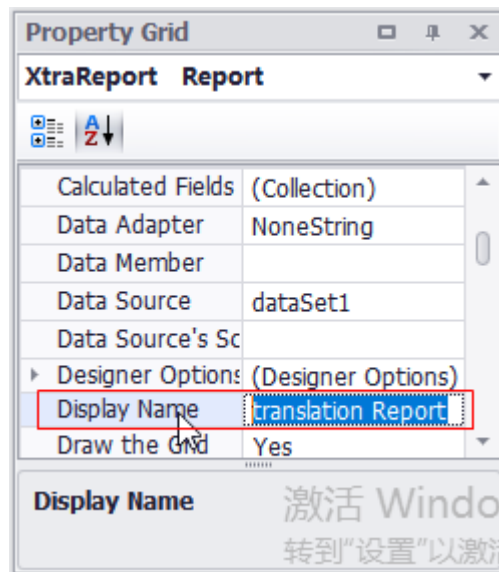 Property Grid
XtraReport Report
A
Z
Calculated Fields (Collection)
Data Adapter NoneString
Data Member
Data Source dataSet1
Data Source's Sc
Designer Options (Designer Options)
Display Name translation Report
Draw the Grid Yes
Display Name
激活 Windo
转到“设置”以激活